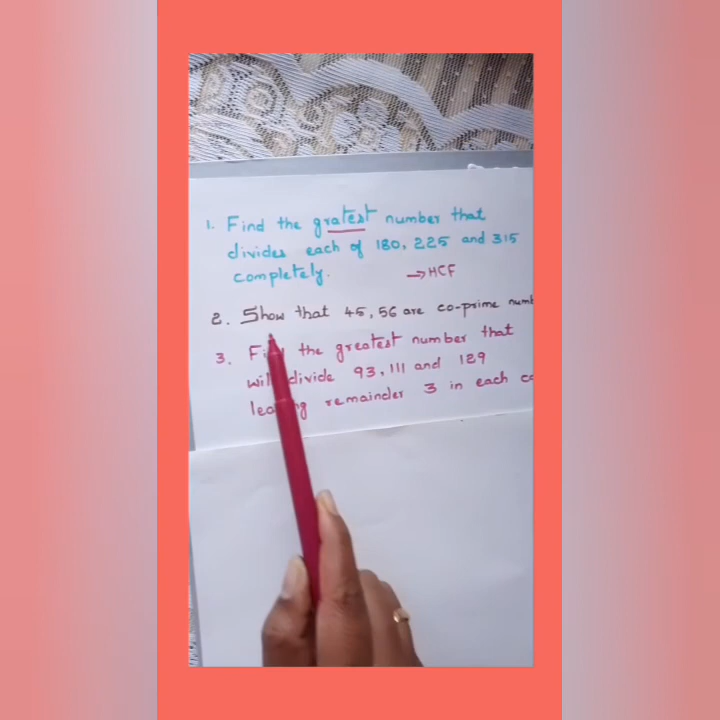 1. Find the gratest number that
divides each of 180, 225 and 315
completely.
→HCF
2. Show that 45, 56 are co-prime numb
3. the greatest number that
divide 93, 111 and 129
remainder 3 in each